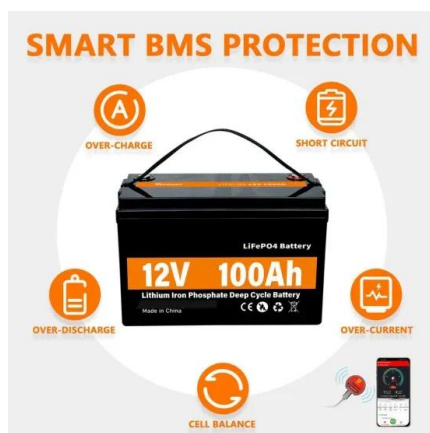 SMART BMS PROTECTION
A
OVER-CHARGE
SHORT CIRCUIT
LiFePO4 Battery
12V 100Ah
Lithium Iron Phosphate Deep Cycle Battery
Made in China
CE
OVER-DISCHARGE
OVER-CURRENT
CELL BALANCE